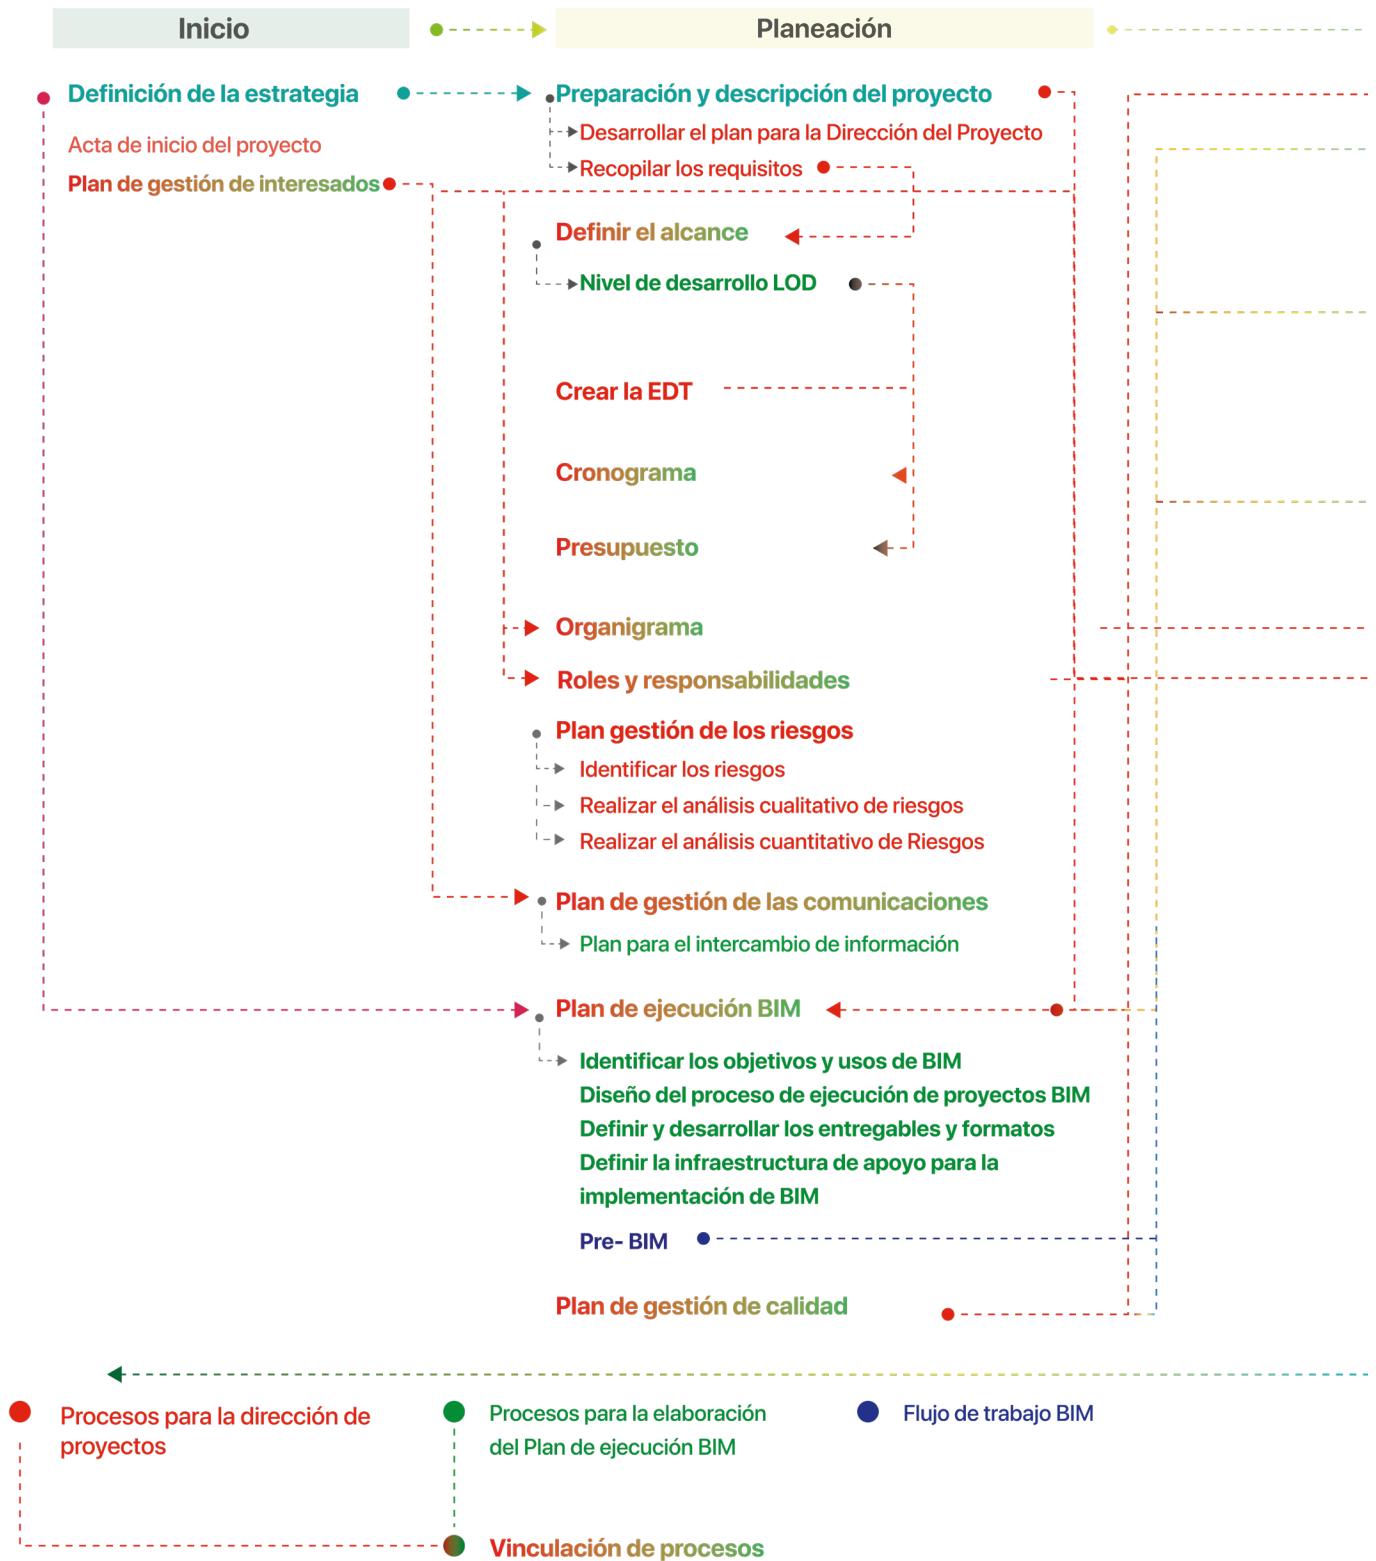 Inicio
Planeación
Definición de la estrategia
Acta de inicio del proyecto
Plan de gestión de interesados
Preparación y descripción del proyecto
Desarrollar el plan para la Dirección del Proyecto
Recopilar los requisitos
Definir el alcance
Nivel de desarrollo LOD
Crear la EDT
Cronograma
Presupuesto
Organigrama
Roles y responsabilidades
Plan gestión de los riesgos
Identificar los riesgos
Realizar el análisis cualitativo de riesgos
Realizar el análisis cuantitativo de Riesgos
Plan de gestión de las comunicaciones
Plan para el intercambio de información
Plan de ejecución BIM
Identificar los objetivos y usos de BIM
Diseño del proceso de ejecución de proyectos BIM
Definir y desarrollar los entregables y formatos
Definir la infraestructura de apoyo para la
implementación de BIM
Pre- BIM
Plan de gestión de calidad
Procesos para la dirección de
proyectos
Procesos para la elaboración
del Plan de ejecución BIM
Flujo de trabajo BIM
Vinculación de procesos